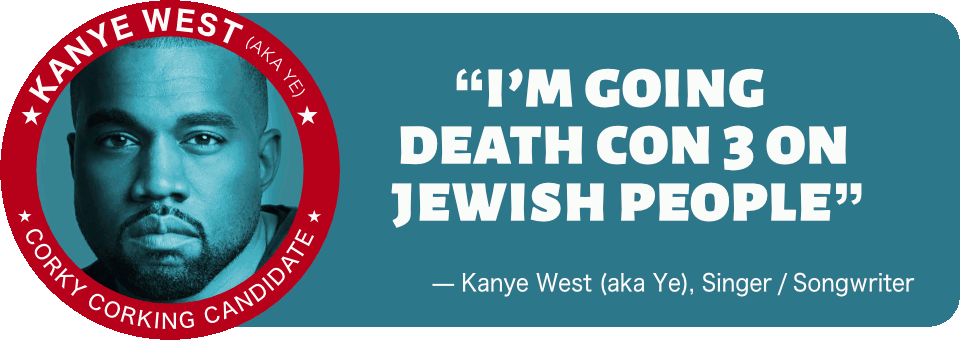 KANYE WEST (AKA YE)
CORKY CORKING CANDIDATE
“I’M GOING
DEATH CON 3 ON
JEWISH PEOPLE”
— Kanye West (aka Ye), Singer / Songwriter